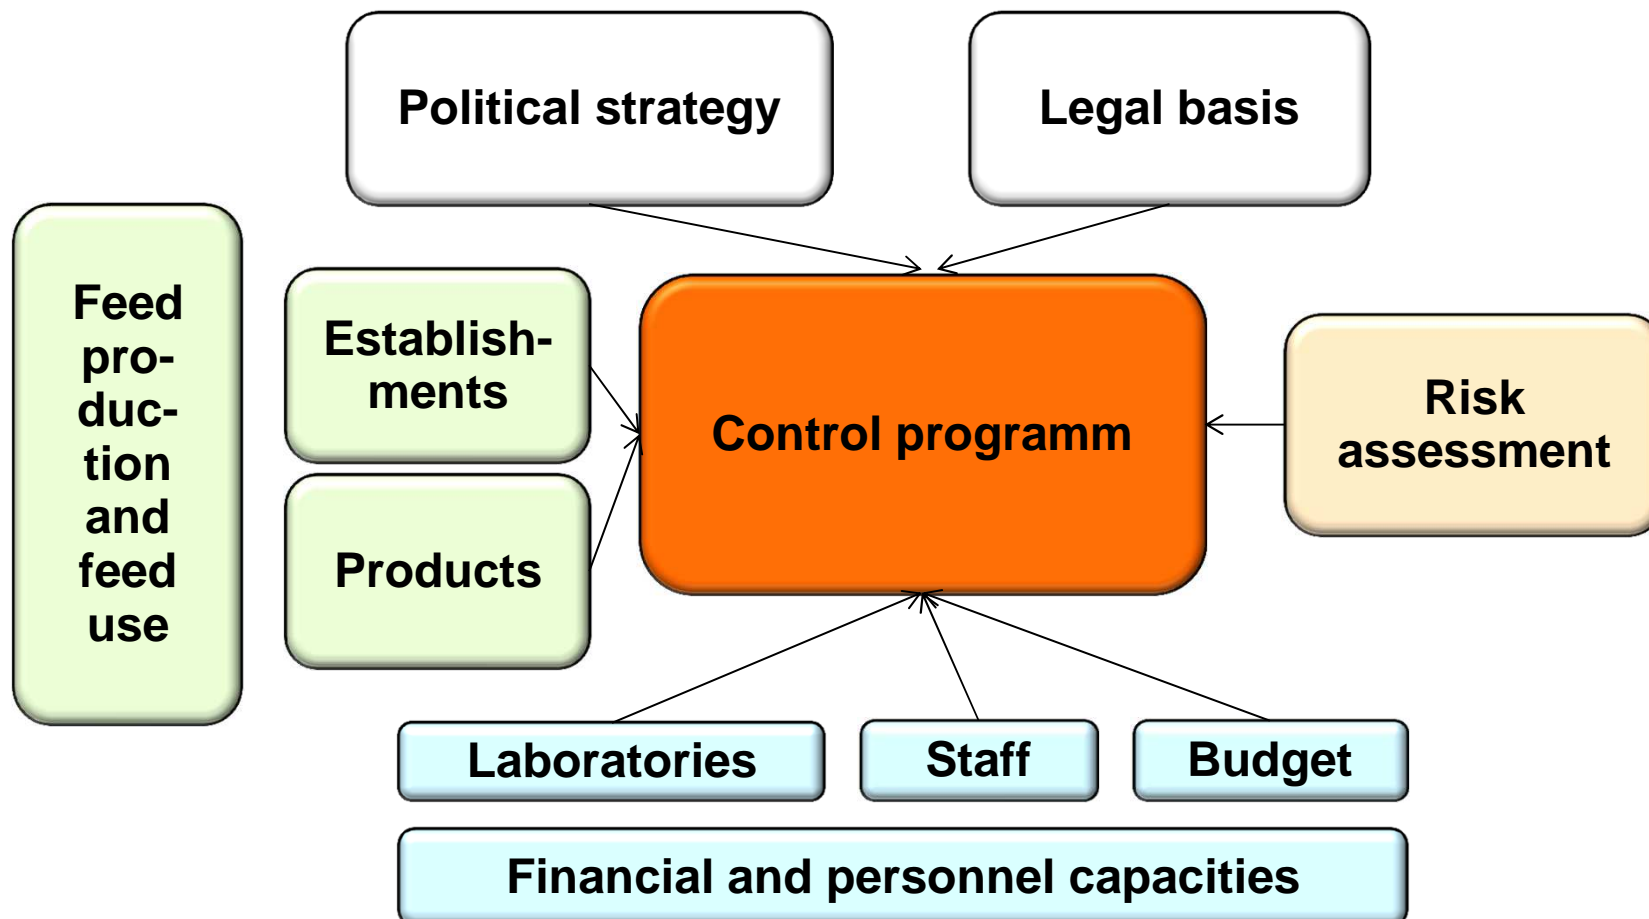 Political strategy
Legal basis
Feed
pro-
duc-
tion
and
feed
use
Establish-
ments
Products
Control programm
Risk
assessment
Laboratories
Staff
Budget
Financial and personnel capacities